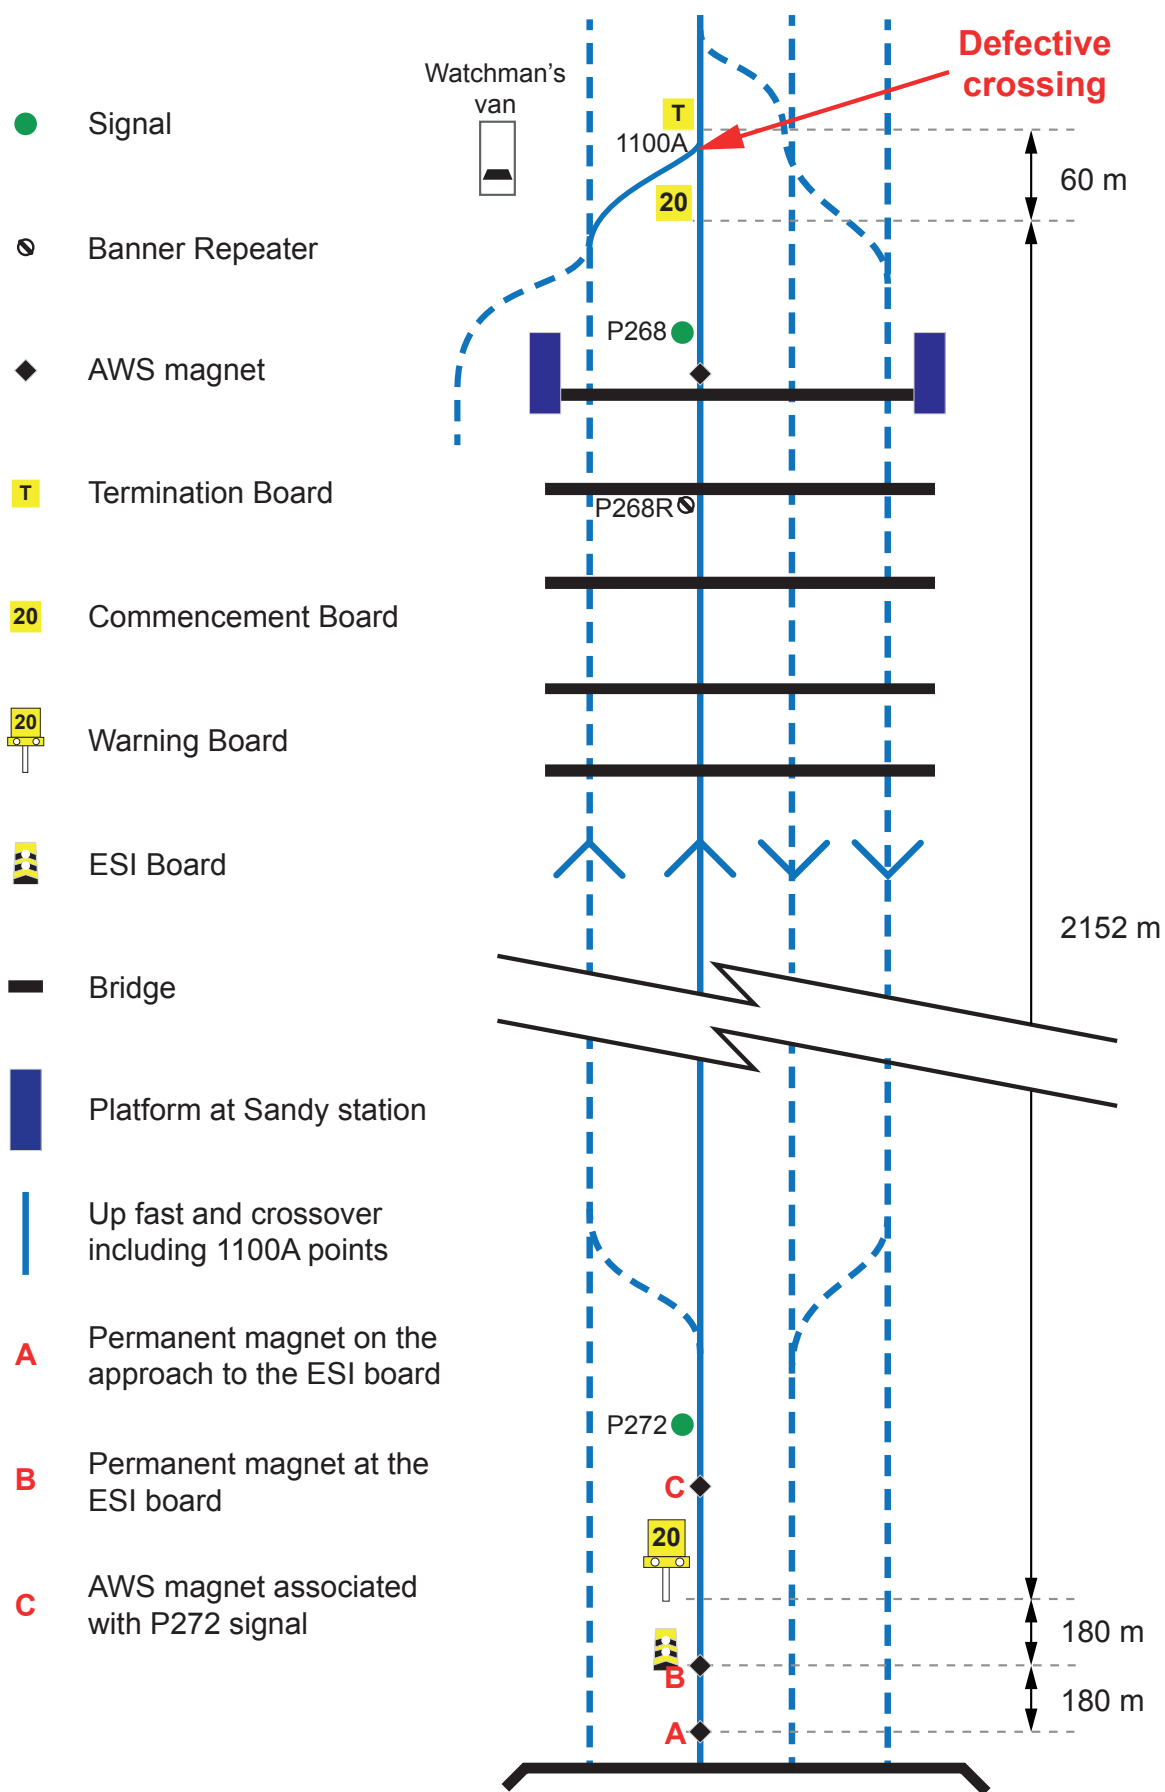 Signal
Banner Repeater
AWS magnet
T
Termination Board
20
Commencement Board
20
Warning Board
ESI Board
Bridge
Platform at Sandy station
Up fast and crossover
including 1100A points
A
Permanent magnet on the
approach to the ESI board
B
Permanent magnet at the
ESI board
C
AWS magnet associated
with P272 signal
Watchman's
van
Defective
crossing
T
1100A
60 m
20
P268
P268R
2152 m
P272
C
20
180 m
B
180 m
A